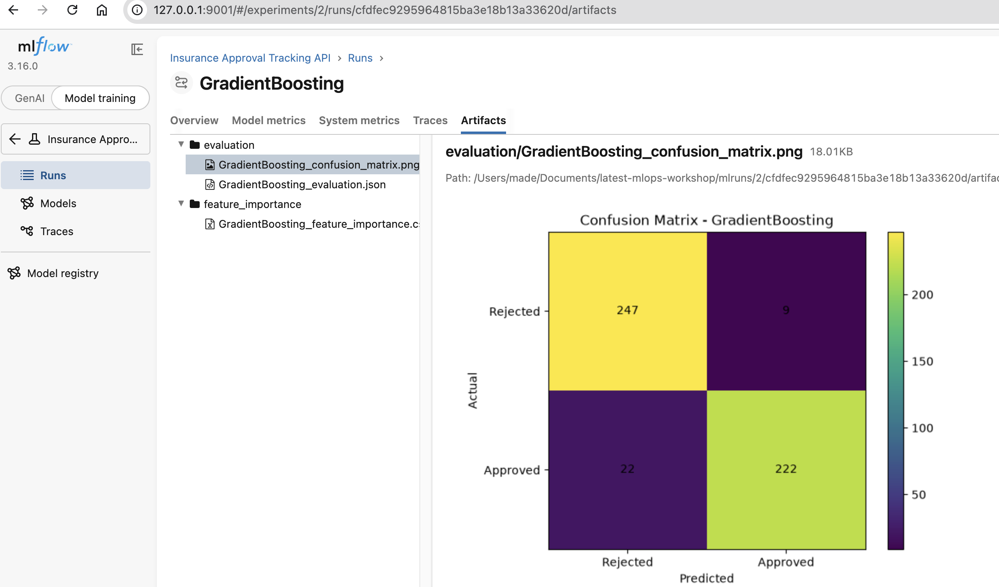 127.0.0.1:9001/#/experiments/2/runs/cfdfec9295964815ba3e18b13a33620d/artifacts
mlflow
3.16.0
GenAI
Model training
Insurance Appro...
Runs
Models
Traces
Model registry
Insurance Approval Tracking API › Runs ›
GradientBoosting
Overview Model metrics System metrics Traces Artifacts
evaluation
GradientBoosting_confusion_matrix.png
GradientBoosting_evaluation.json
feature_importance
GradientBoosting_feature_importance.c
evaluation/GradientBoosting_confusion_matrix.png 18.01KB
Path: /Users/made/Documents/latest-mlops-workshop/mlruns/2/cfdfec9295964815ba3e18b13a33620d/artifac
Confusion Matrix - GradientBoosting
Rejected 247 9
Approved 22 222
Actual
Rejected Approved
Predicted
200
150
100
50